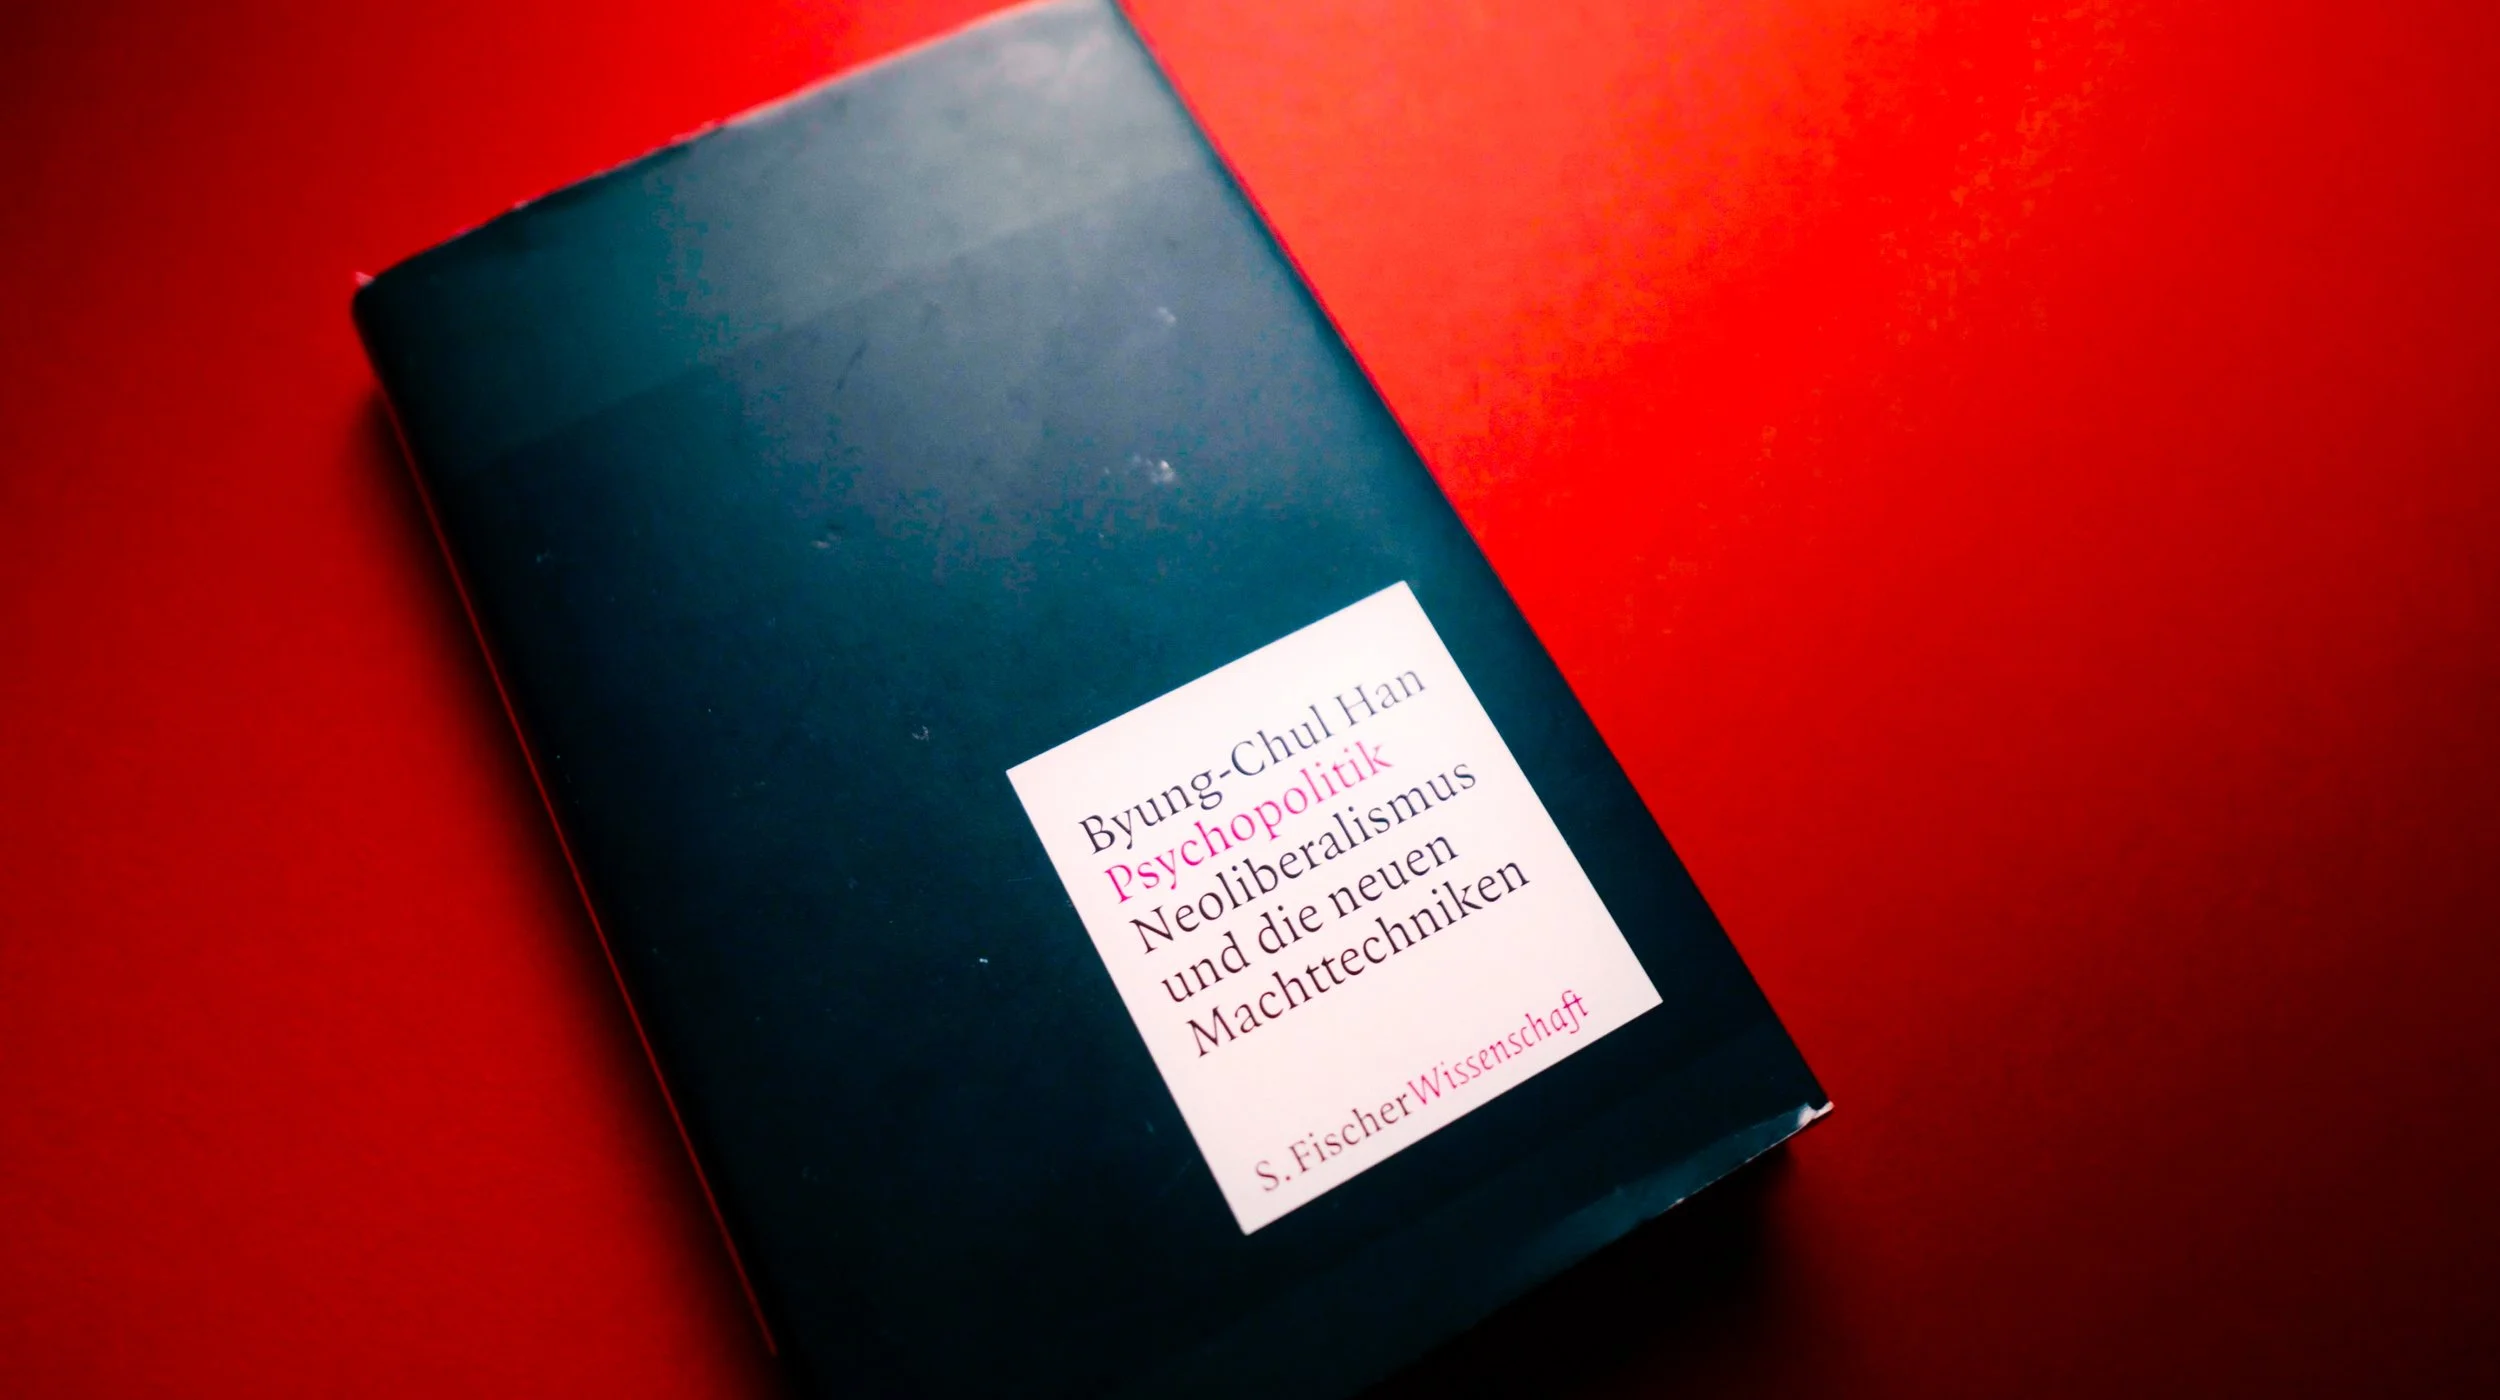 Byung-Chul Han
Psychopolitik
Neoliberalismus
und die neuen
Machttechniken
S. FischerWissenschaft